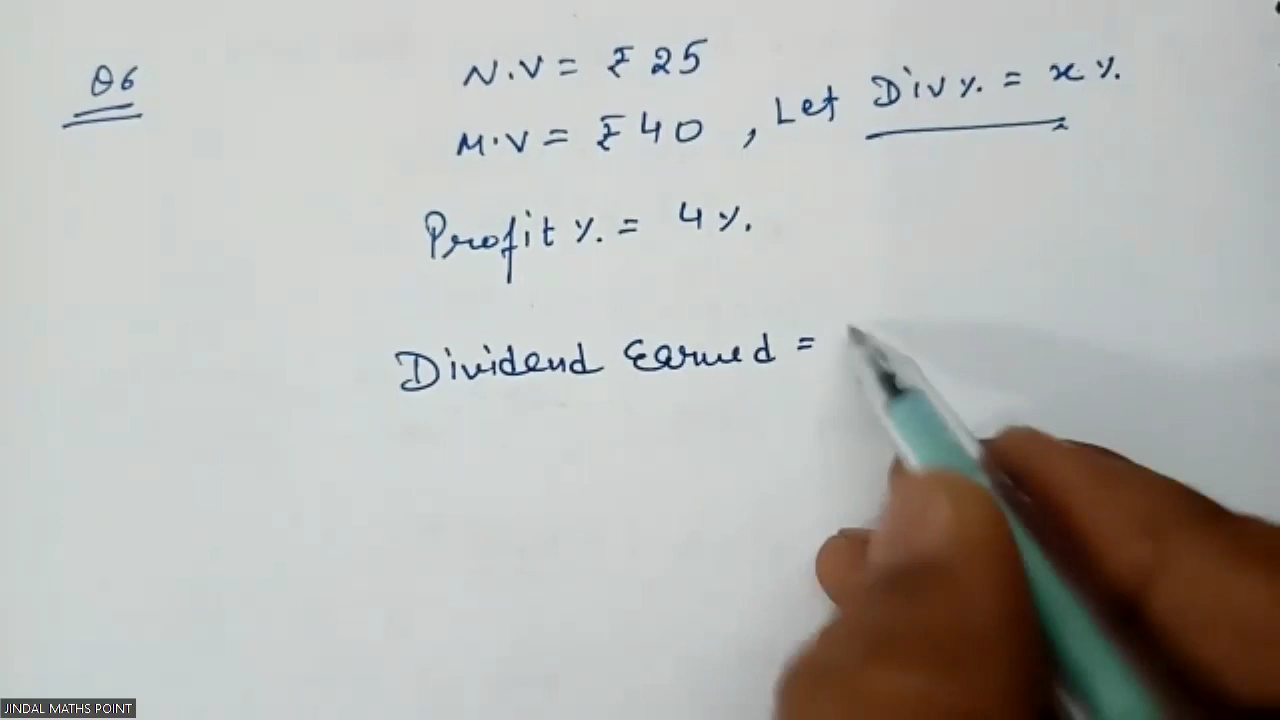 Q6
N.V = ₹ 25
M.V = ₹ 40 , Let Div % = x %
Profit % = 4 %.
Dividend Earned =
JINDAL MATHS POINT